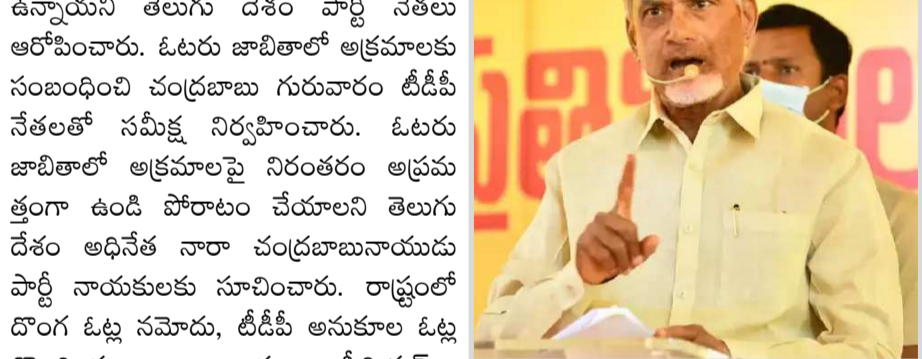 ఉన్నాయని తెలుగు దేశం పార్టీ నేతలు
ఆరోపించారు. ఓటరు జాబితాలో అక్రమాలకు
సంబంధించి చంద్రబాబు గురువారం టీడీపీ
నేతలతో సమీక్ష నిర్వహించారు. ఓటరు
జాబితాలో అక్రమాలపై నిరంతరం అప్రమ
త్తంగా ఉండి పోరాటం చేయాలని తెలుగు
దేశం అధినేత నారా చంద్రబాబునాయుడు
పార్టీ నాయకులకు సూచించారు. రాష్ట్రంలో
దొంగ ఓట్ల నమోదు, టీడీపీ అనుకూల ఓట్ల